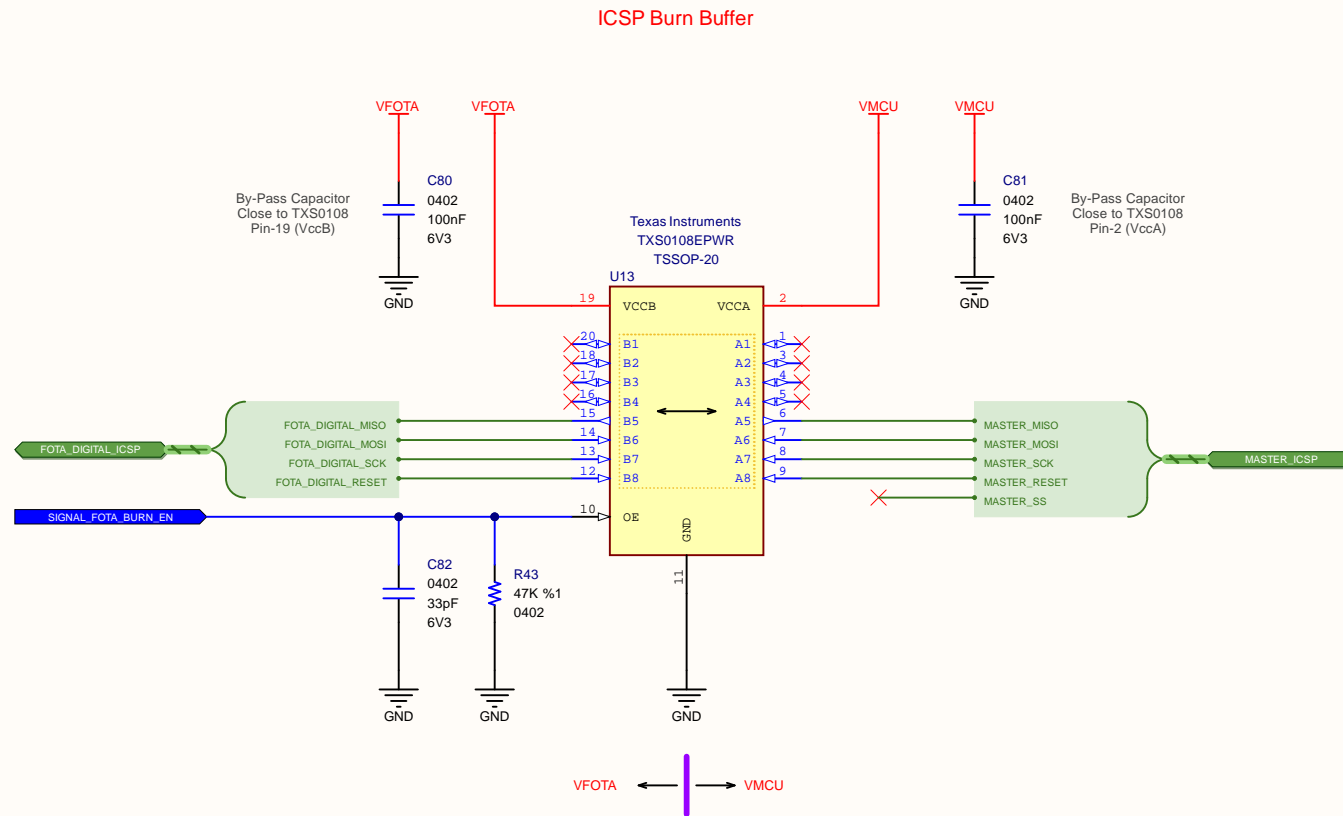 ICSP Burn Buffer
VFOTA
VFOTA
VMCU
VMCU
By-Pass Capacitor
Close to TXS0108
Pin-19 (VccB)
C80
0402
100nF
6V3
GND
Texas Instruments
TXS0108EPWR
TSSOP-20
U13
C81
0402
100nF
6V3
GND
By-Pass Capacitor
Close to TXS0108
Pin-2 (VccA)
19 VCCB VCCA 2
20 B1 A1 1
18 B2 A2 3
17 B3 A3 4
16 B4 A4 5
15 B5 A5 6
14 B6 A6 7
13 B7 A7 8
12 B8 A8 9
10 OE
GND
11
GND
FOTA_DIGITAL_ICSP
FOTA_DIGITAL_MISO
FOTA_DIGITAL_MOSI
FOTA_DIGITAL_SCK
FOTA_DIGITAL_RESET
MASTER_MISO
MASTER_MOSI
MASTER_SCK
MASTER_RESET
MASTER_SS
MASTER_ICSP
SIGNAL_FOTA_BURN_EN
C82
0402
33pF
6V3
GND
R43
47K %1
0402
GND
VFOTA VMCU